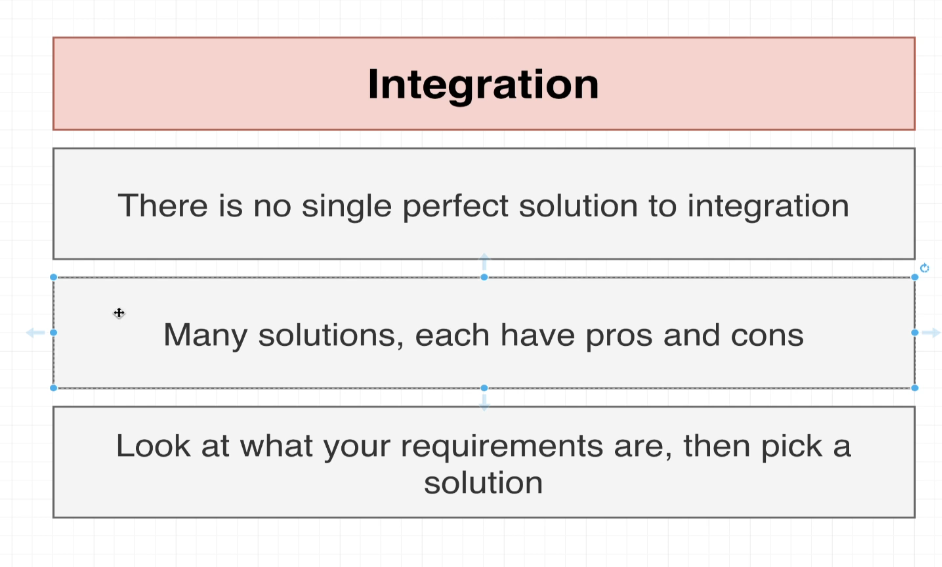 Integration
There is no single perfect solution to integration
Many solutions, each have pros and cons
Look at what your requirements are, then pick a
solution